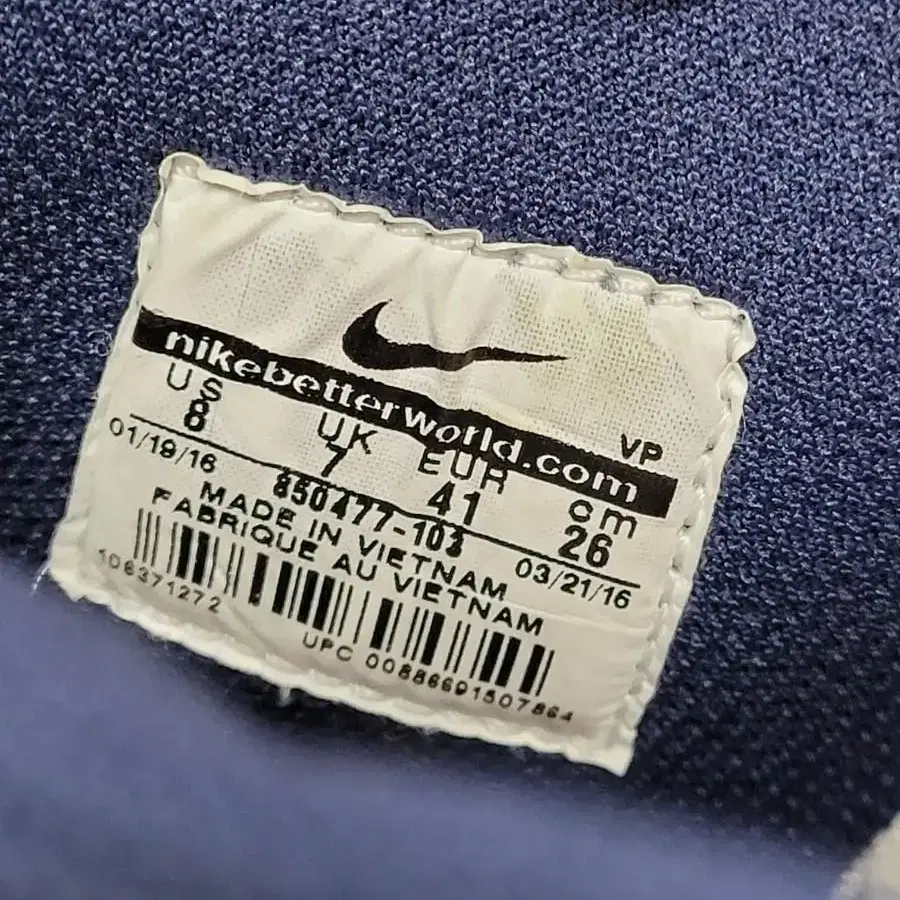 nikebetterworld.com
VP
US UK EUR cm
8 7 41 26
01/19/16 03/21/16
850477-103
MADE IN VIETNAM
FABRIQUE AU VIETNAM
106371272
UPC 00886691507864